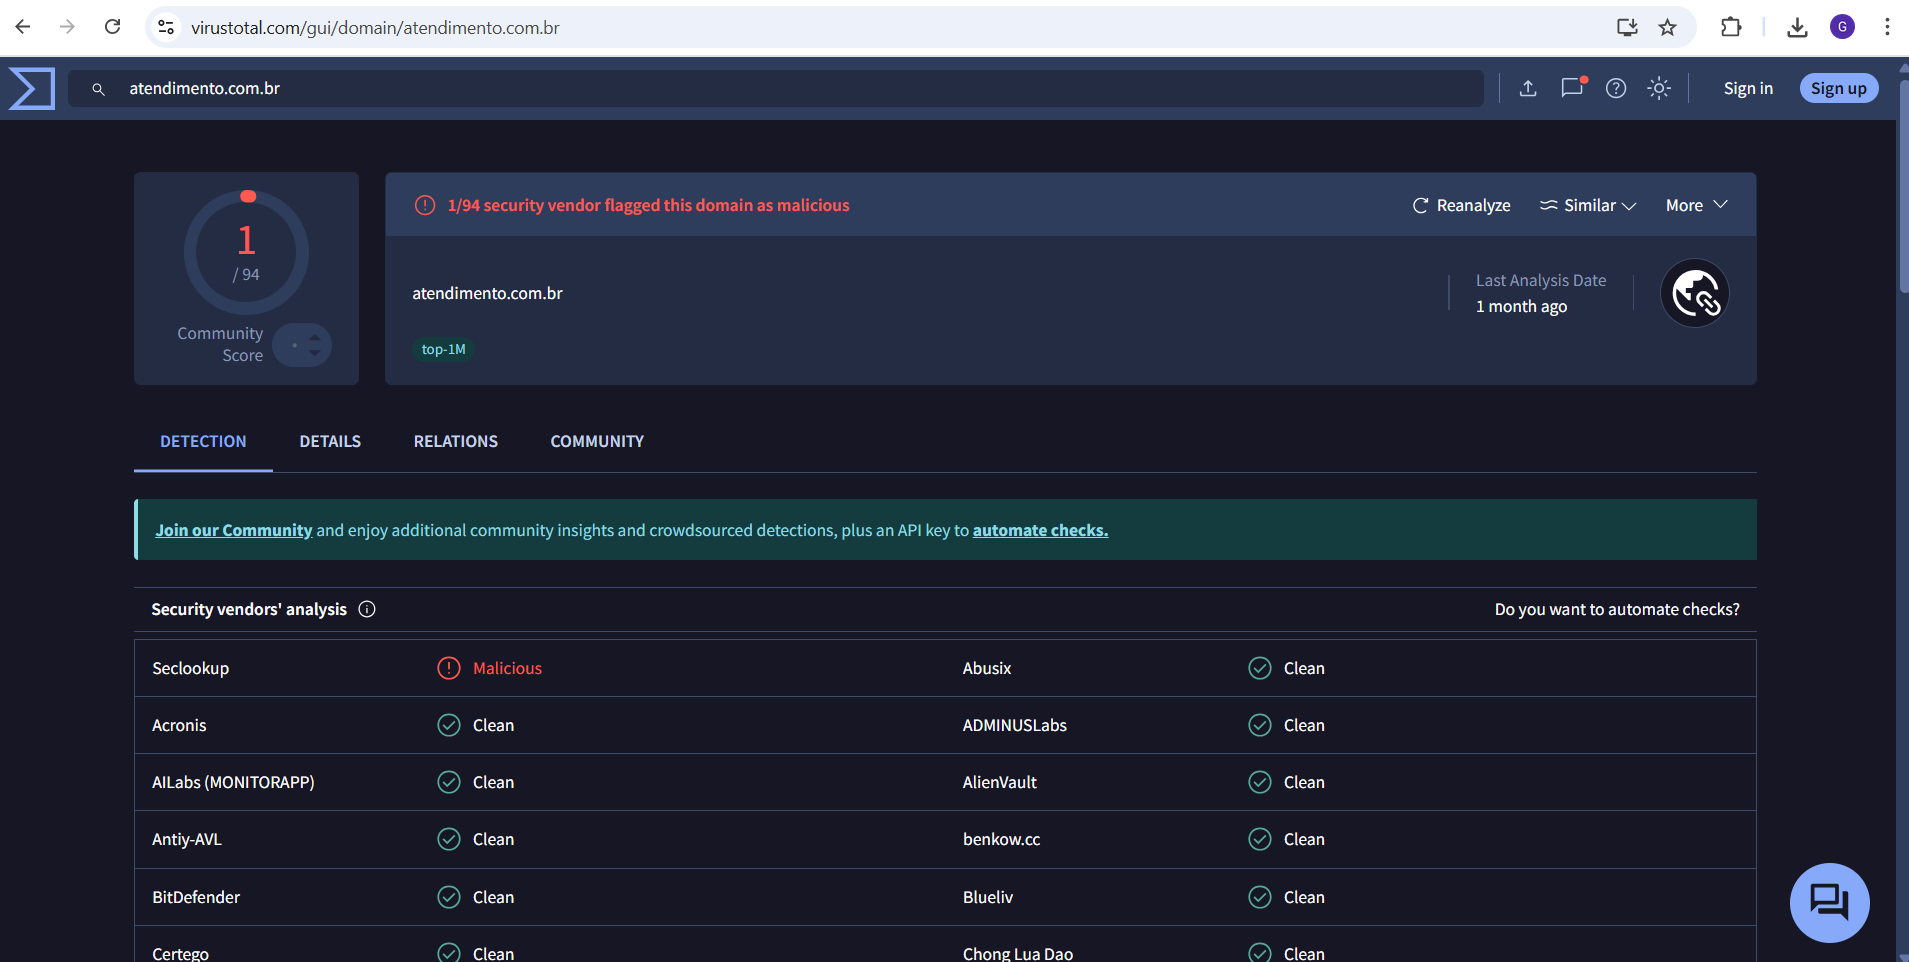 virustotal.com/gui/domain/atendimento.com.br
G
atendimento.com.br
Sign in
Sign up
1
/ 94
Community
Score
1/94 security vendor flagged this domain as malicious
Reanalyze
Similar
More
atendimento.com.br
top-1M
Last Analysis Date
1 month ago
DETECTION
DETAILS
RELATIONS
COMMUNITY
Join our Community and enjoy additional community insights and crowdsourced detections, plus an API key to automate checks.
Security vendors' analysis
Do you want to automate checks?
Seclookup Malicious Abusix Clean
Acronis Clean ADMINUSLabs Clean
AILabs (MONITORAPP) Clean AlienVault Clean
Antiy-AVL Clean benkow.cc Clean
BitDefender Clean Blueliv Clean
Certego Clean Chong Lua Dao Clean